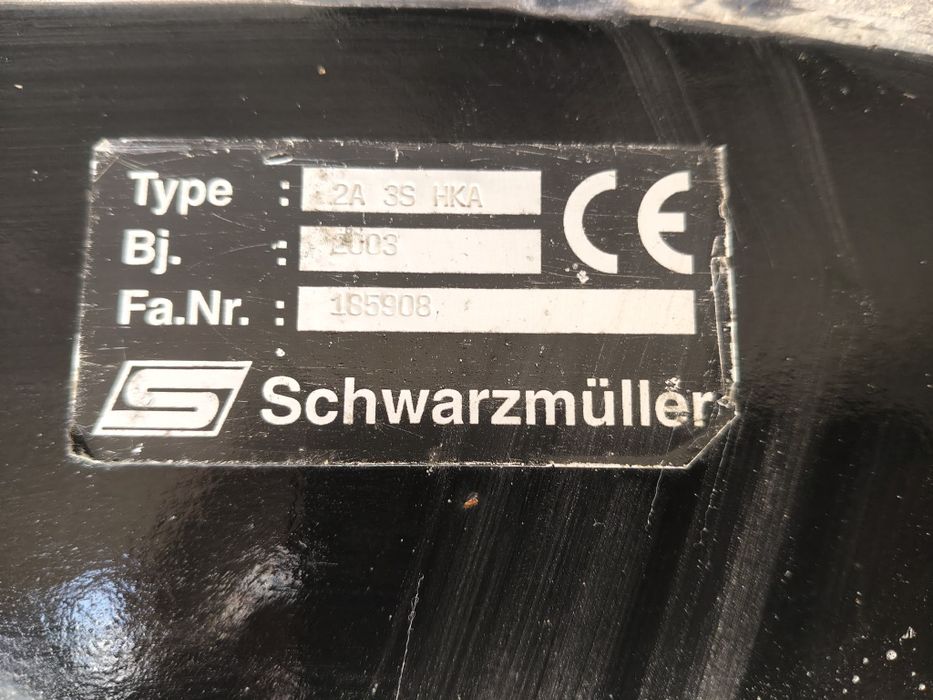 Type : 2A 3S HKA
CE
Bj. : 2003
Fa.Nr. : 185908
Schwarzmüller